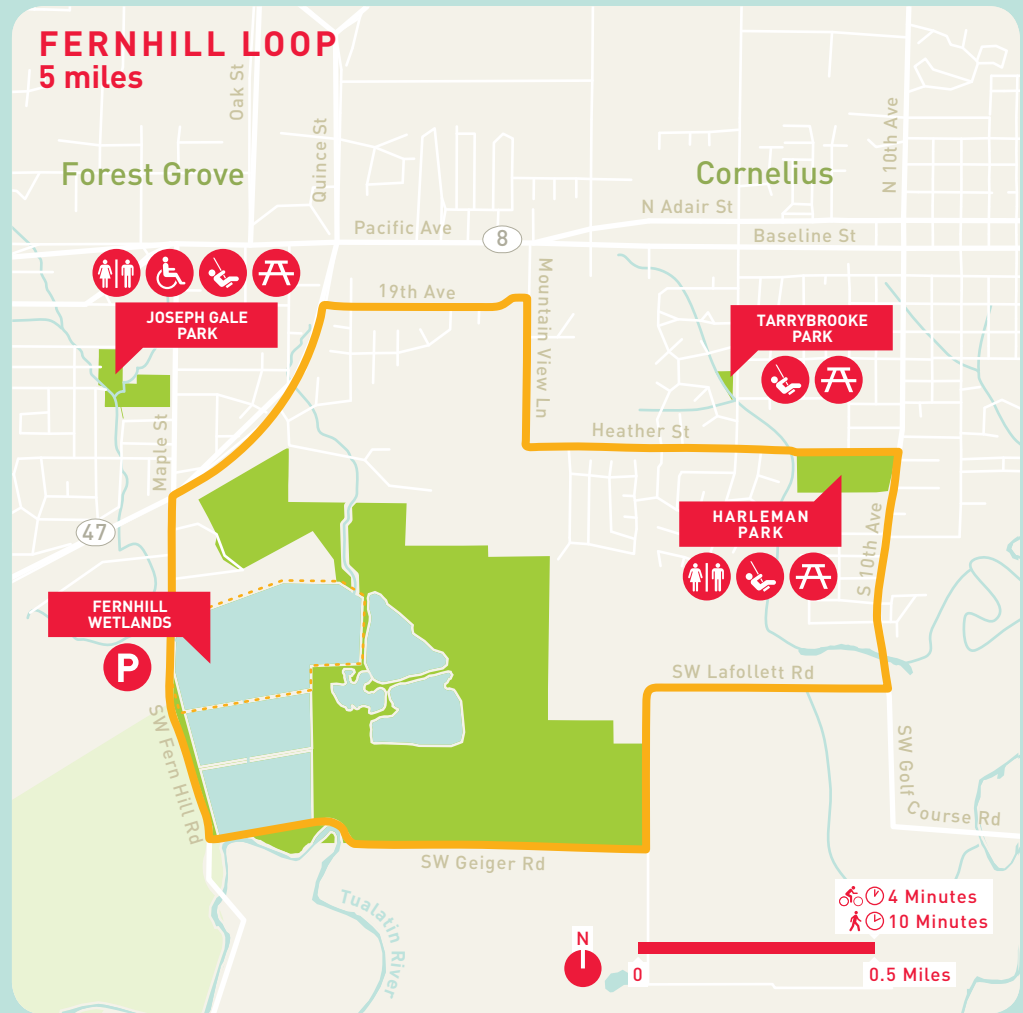 FERNHILL LOOP
5 miles
Oak St
Quince St
N 10th Ave
Forest Grove
Cornelius
N Adair St
Pacific Ave
8
Baseline St
19th Ave
Mountain View Ln
JOSEPH GALE
PARK
TARRYBROOKE
PARK
Maple St
Heather St
47
HARLEMAN
PARK
S 10th Ave
FERNHILL
WETLANDS
P
SW Lafollett Rd
SW Fern Hill Rd
SW Golf Course Rd
SW Geiger Rd
Tualatin River
4 Minutes
10 Minutes
N
0
0.5 Miles